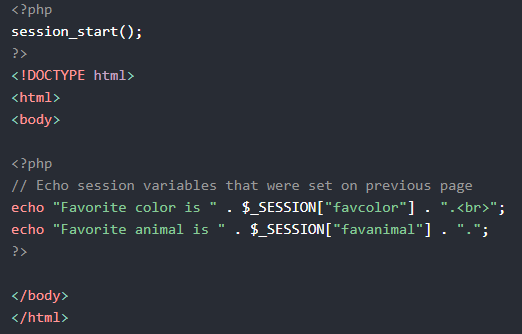 <?php
session_start();
?>
<!DOCTYPE html>
<html>
<body>

<?php
// Echo session variables that were set on previous page
echo "Favorite color is " . $_SESSION["favcolor"] . ".<br>";
echo "Favorite animal is " . $_SESSION["favanimal"] . ".";
?>

</body>
</html>